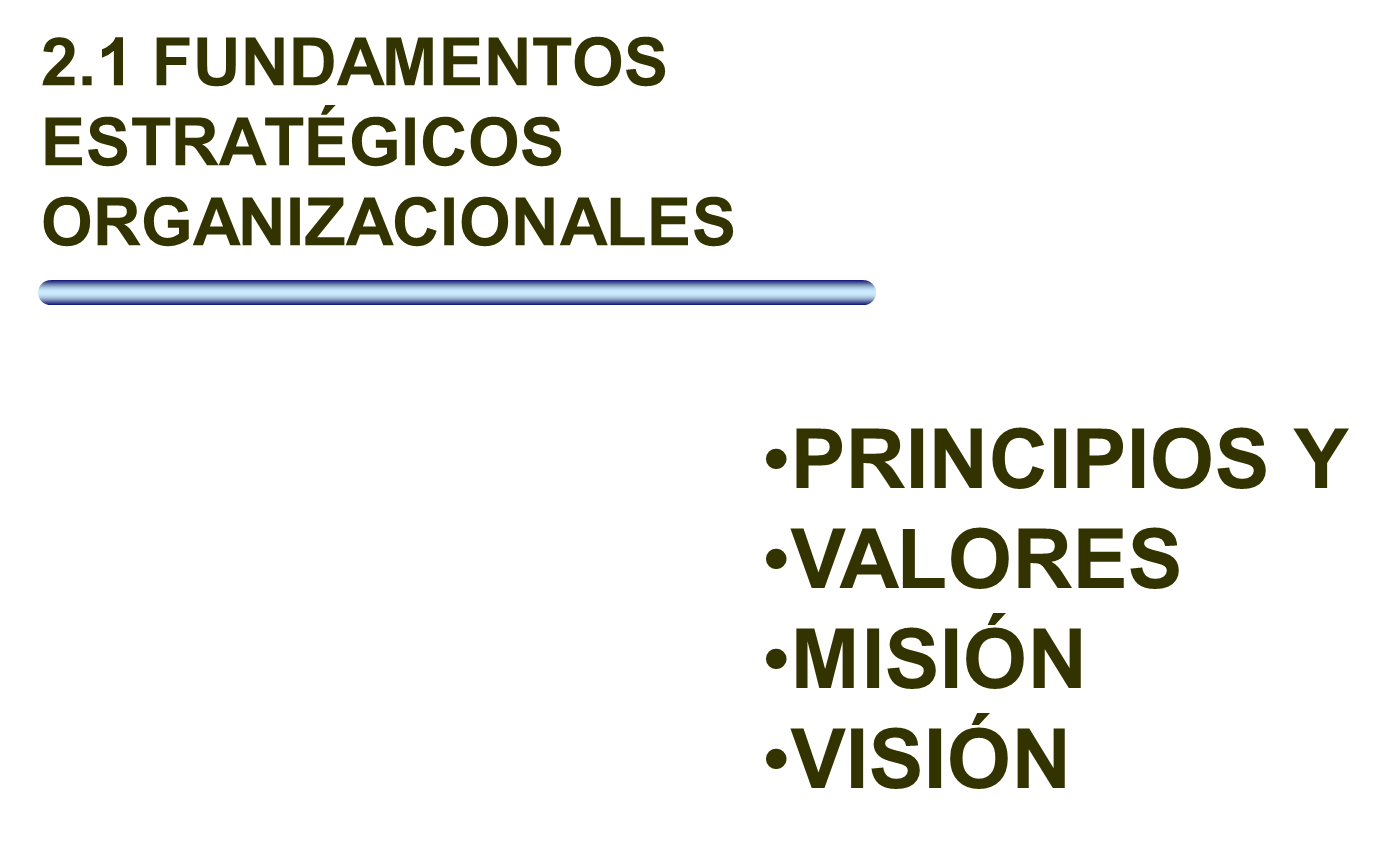 2.1 FUNDAMENTOS
ESTRATÉGICOS
ORGANIZACIONALES
•PRINCIPIOS Y
•VALORES
•MISIÓN
•VISIÓN